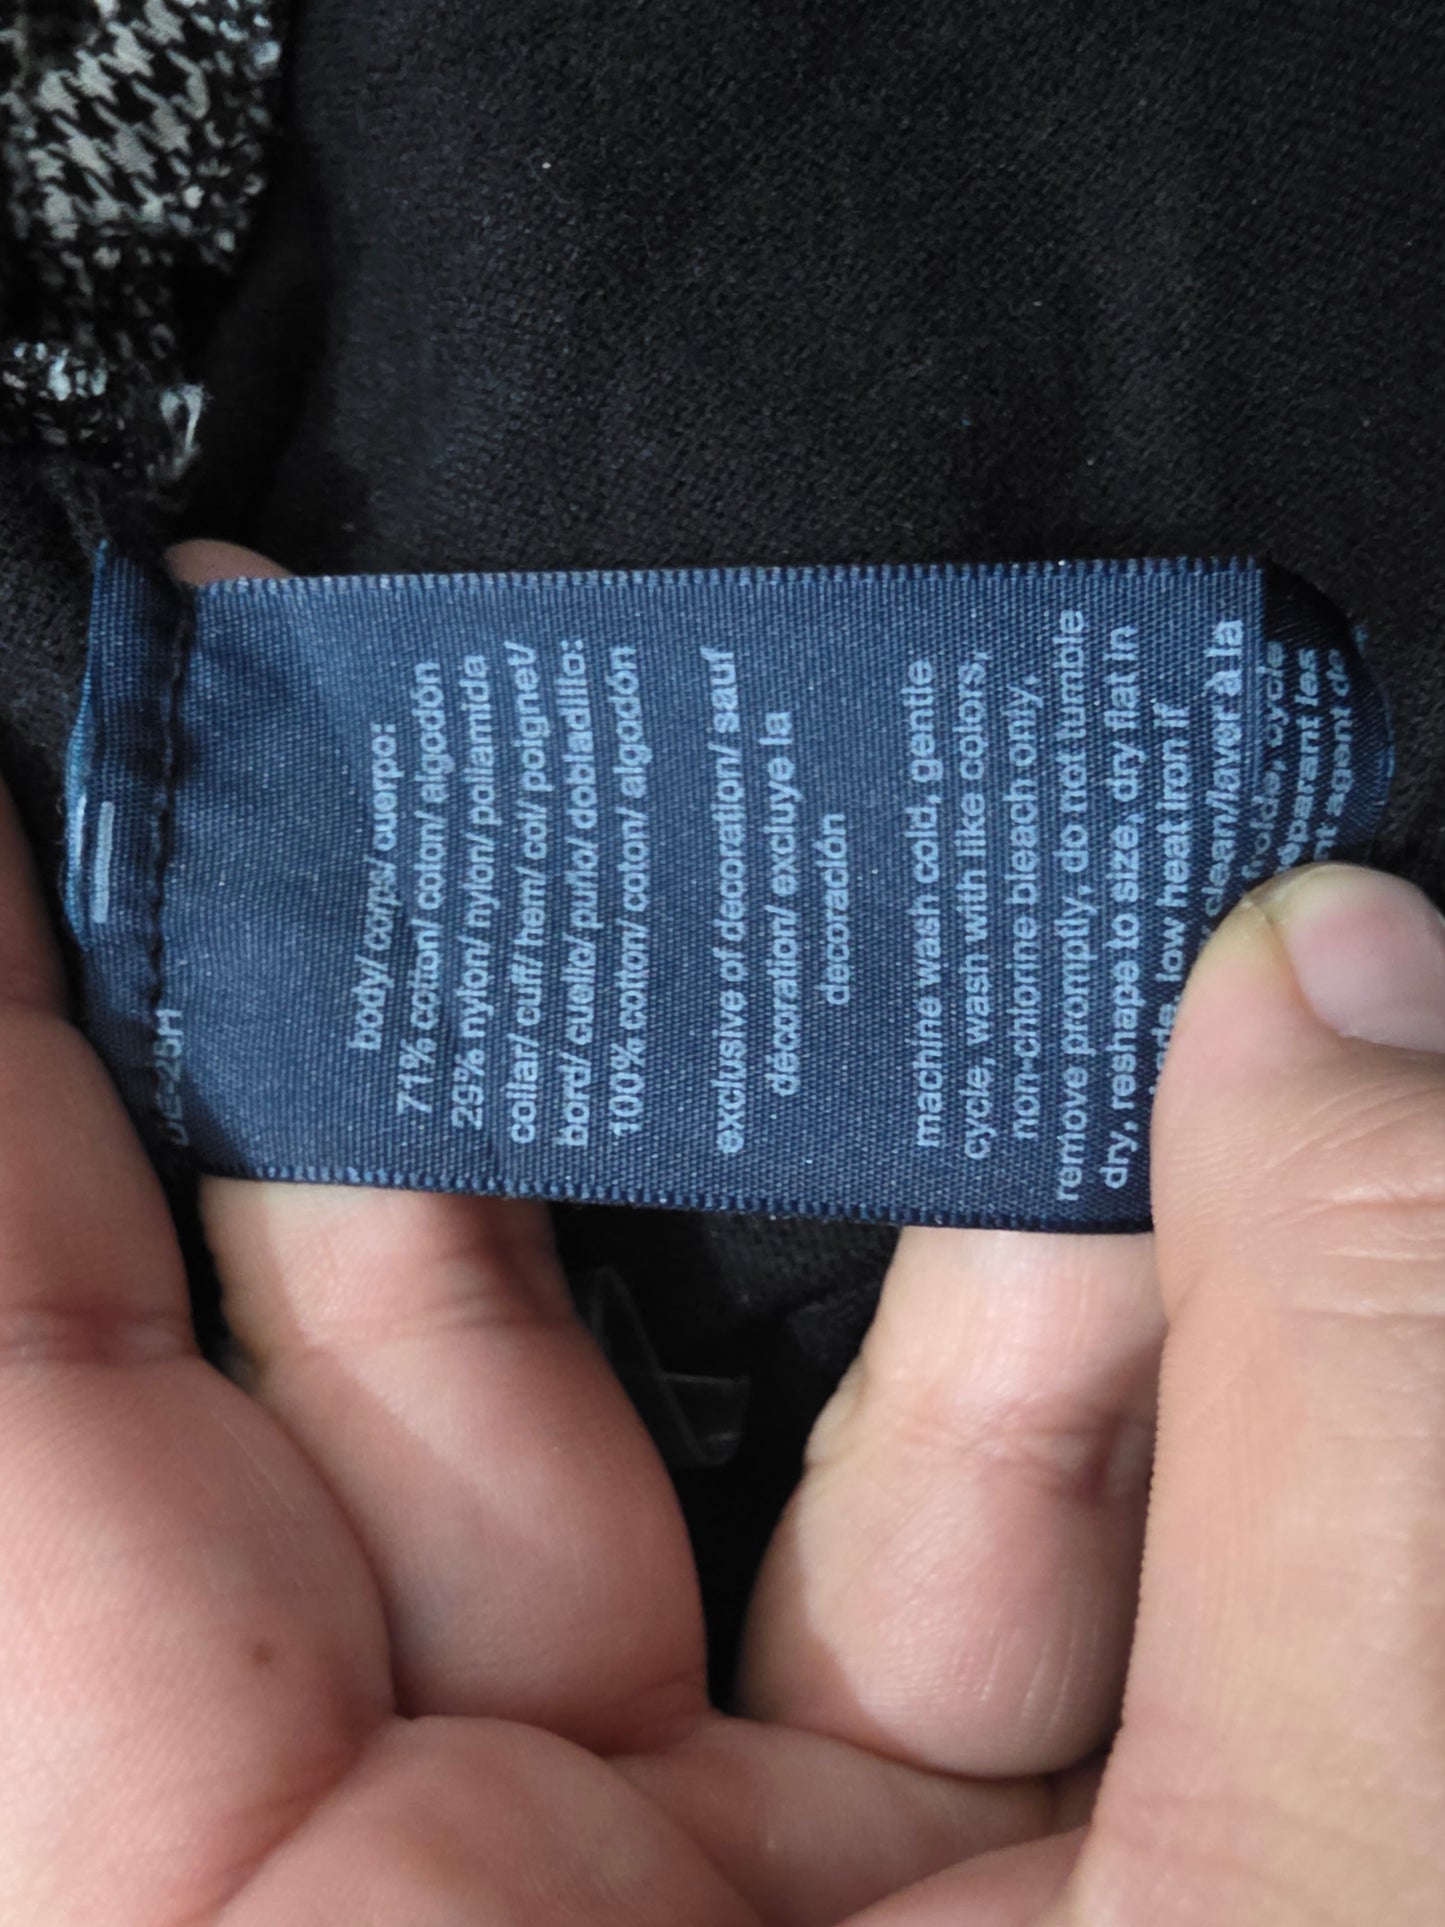 body/ corps/ cuerpo:
71% cotton/ coton/ algodón
29% nylon/ nylon/ poliamida
collar/ cuff/ hem/ col/ poignet/
bord/ cuello/ puño/ dobladillo:
100% cotton/ coton/ algodón
exclusive of decoration/ sauf
décoration/ excluye la
decoración
machine wash cold, gentle
cycle, wash with like colors,
non-chlorine bleach only,
remove promptly, do not tumble
dry, reshape to size, dry flat in
low heat iron if
clean/laver à la
froide, cycle
séparant les
agent de